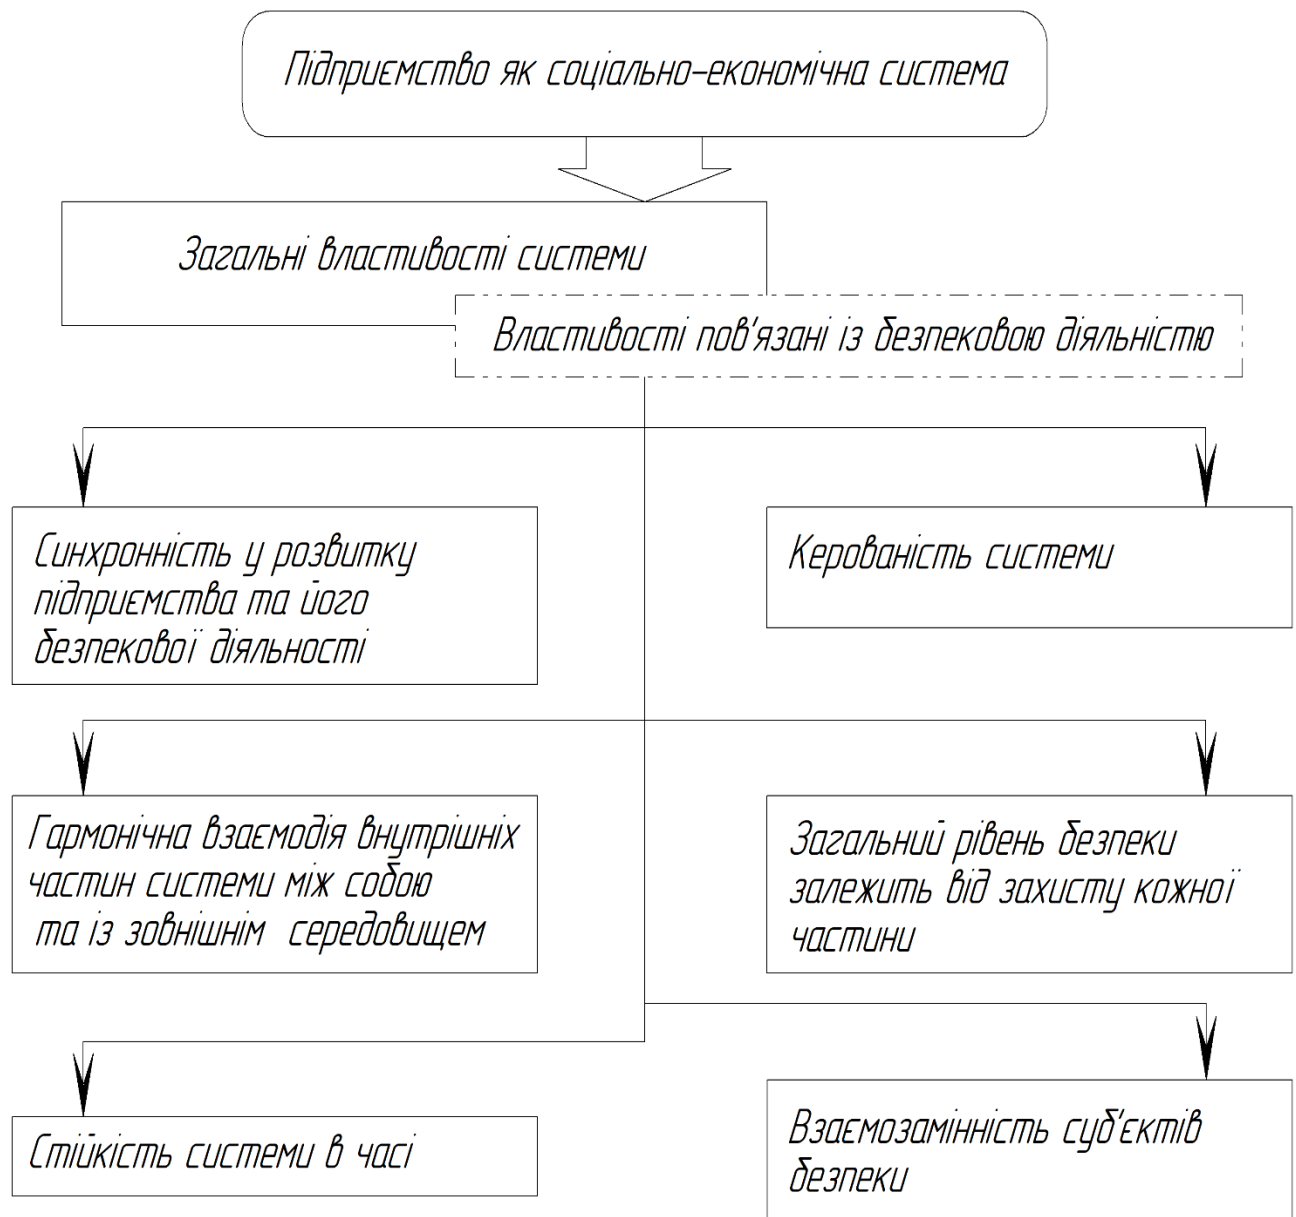 Підприємство як соціально-економічна система
Загальні властивості системи
Властивості пов'язані із безпековою діяльністю
Синхронність у розвитку
підприємства та його
безпекової діяльності
Керованість системи
Гармонічна взаємодія внутрішніх
частин системи між собою
та із зовнішнім середовищем
Загальний рівень безпеки
залежить від захисту кожної
частини
Стійкість системи в часі
Взаємозамінність суб'єктів
безпеки